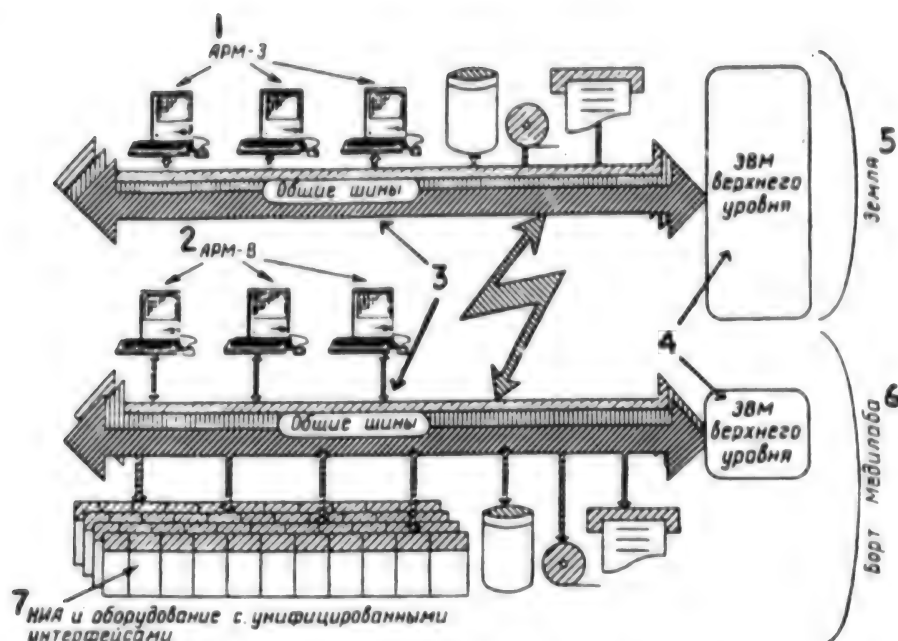 1
АРМ-З
Общие шины
ЭВМ
верхнего
уровня
5
Земля
2
АРМ-В
3
4
Общие шины
ЭВМ
верхнего
уровня
6
Борт Медилаба
7
НИА и оборудование с унифицированными
интерфейсами